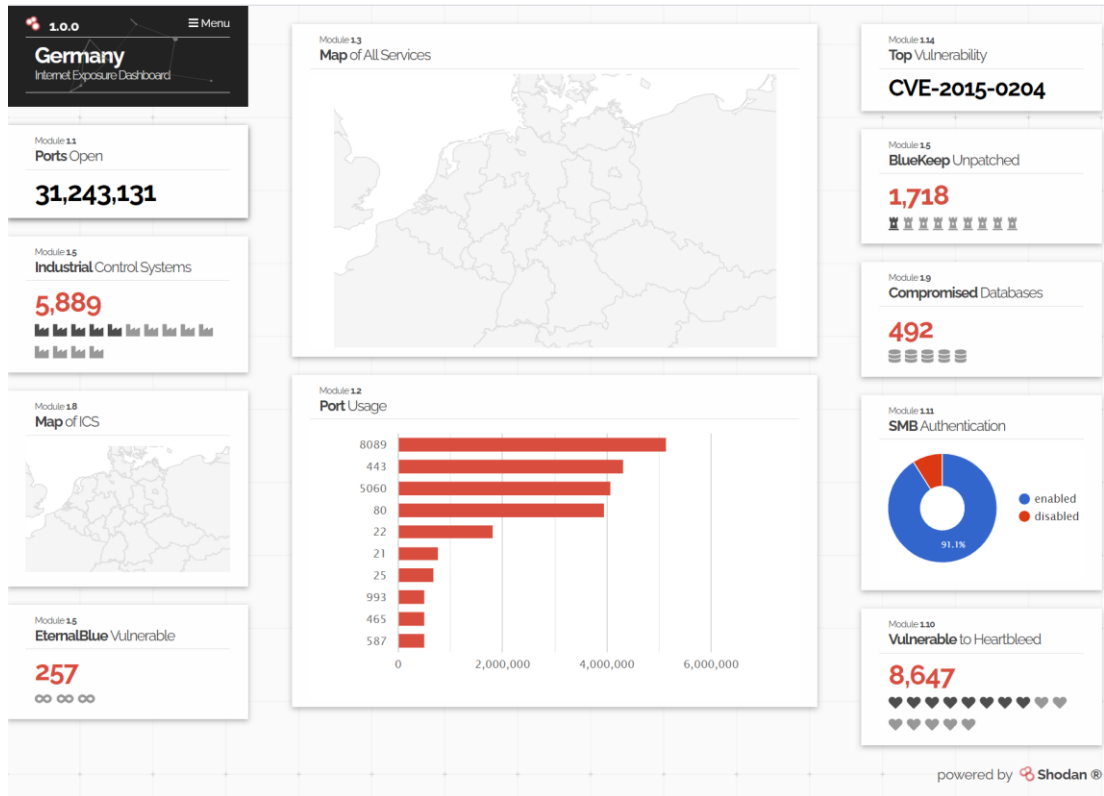 1.0.0
Menu
Germany
Internet Exposure Dashboard
Module 1.1
Ports Open
31,243,131
Module 1.5
Industrial Control Systems
5,889
Module 1.8
Map of ICS
Module 1.5
EternalBlue Vulnerable
257
Module 1.3
Map of All Services
Module 1.2
Port Usage
8089
443
5060
80
22
21
25
993
465
587
0
2,000,000
4,000,000
6,000,000
Module 1.14
Top Vulnerability
CVE-2015-0204
Module 1.5
BlueKeep Unpatched
1,718
Module 1.9
Compromised Databases
492
Module 1.11
SMB Authentication
enabled
disabled
91.1%
Module 1.10
Vulnerable to Heartbleed
8,647
powered by Shodan ®